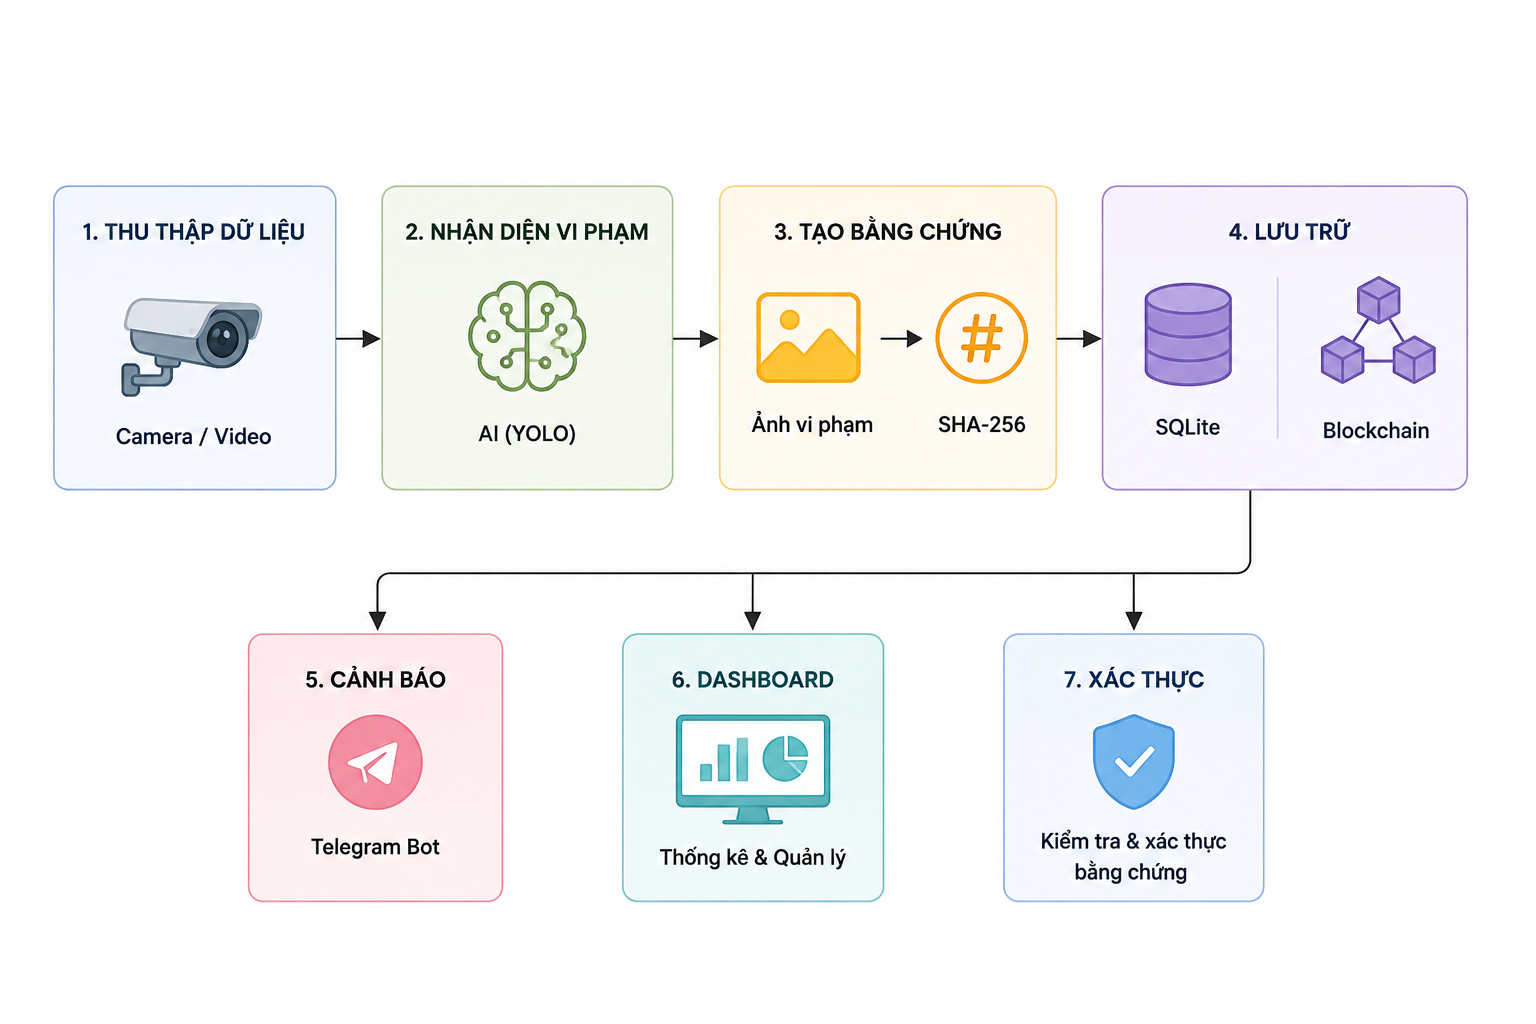 1. THU THẬP DỮ LIỆU
Camera / Video
2. NHẬN DIỆN VI PHẠM
AI (YOLO)
3. TẠO BẰNG CHỨNG
Ảnh vi phạm
#
SHA-256
4. LƯU TRỮ
SQLite
Blockchain
5. CẢNH BÁO
Telegram Bot
6. DASHBOARD
Thống kê & Quản lý
7. XÁC THỰC
Kiểm tra & xác thực
bằng chứng